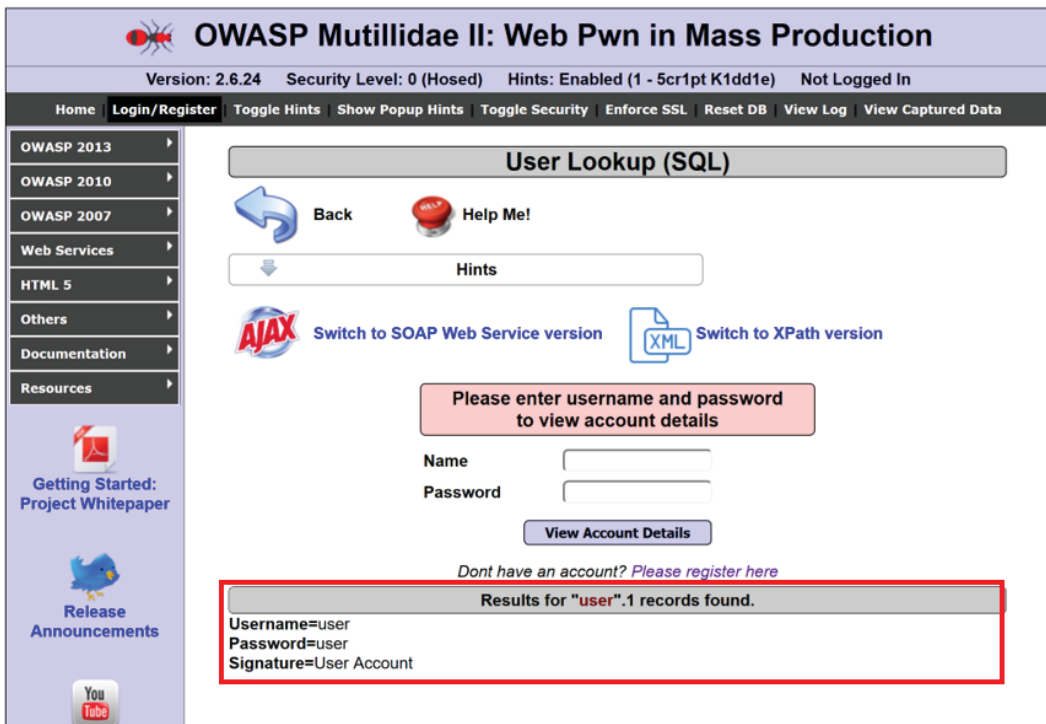 OWASP Mutillidae II: Web Pwn in Mass Production
Version: 2.6.24 Security Level: 0 (Hosed) Hints: Enabled (1 - 5cr1pt K1dd1e) Not Logged In
Home | Login/Register | Toggle Hints | Show Popup Hints | Toggle Security | Enforce SSL | Reset DB | View Log | View Captured Data
OWASP 2013
OWASP 2010
OWASP 2007
Web Services
HTML 5
Others
Documentation
Resources
Getting Started:
Project Whitepaper
Release
Announcements
You
Tube
User Lookup (SQL)
Back
HELP
Help Me!
Hints
AJAX
Switch to SOAP Web Service version
XML
Switch to XPath version
Please enter username and password
to view account details
Name
Password
View Account Details
Dont have an account? Please register here
Results for "user".1 records found.
Username=user
Password=user
Signature=User Account